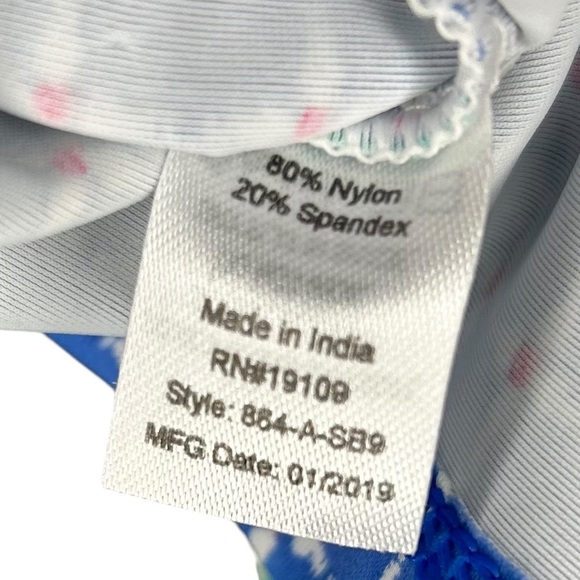 80% Nylon
20% Spandex
Made in India
RN#19109
Style: 864-A-SB9
MFG Date: 01/2019